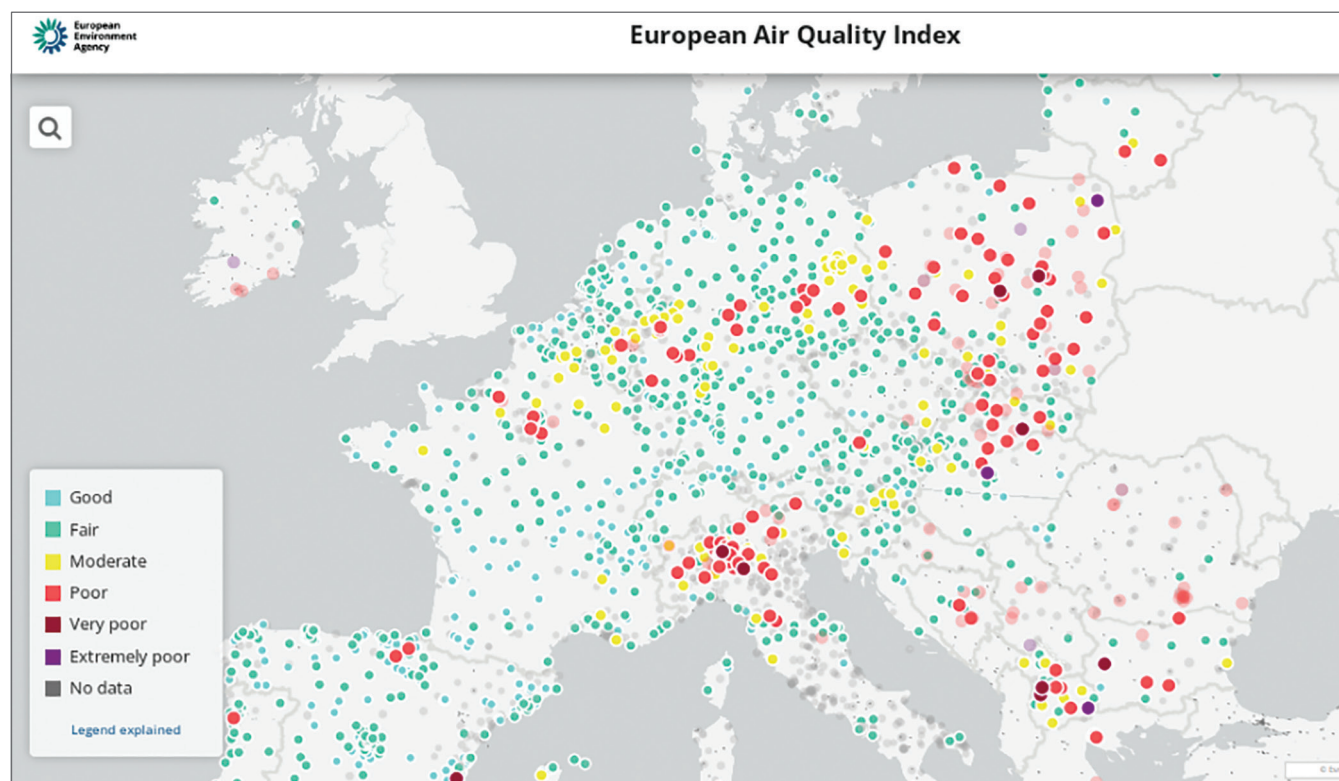 European
Environment
Agency
European Air Quality Index
Good
Fair
Moderate
Poor
Very poor
Extremely poor
No data
Legend explained